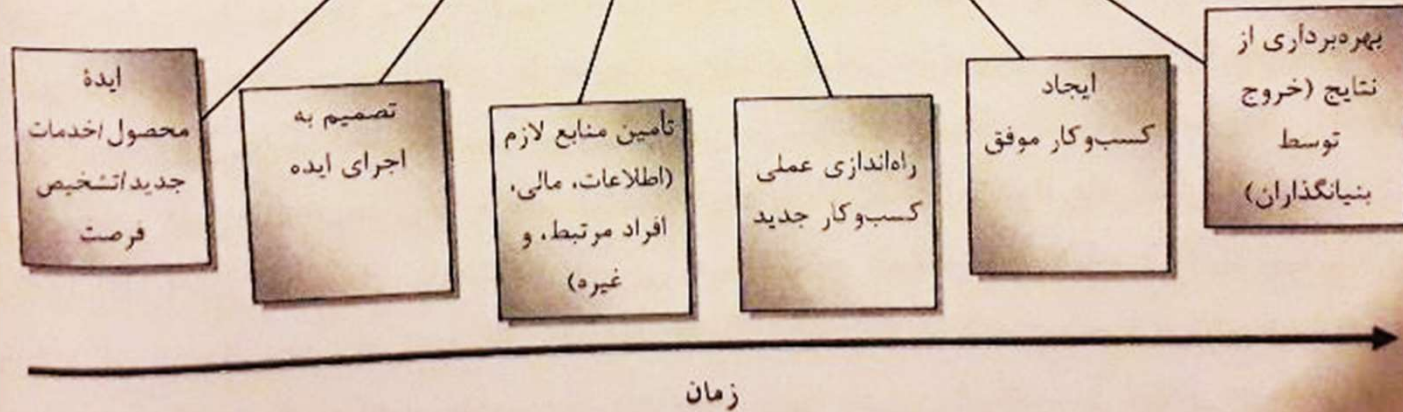 ایدهٔ
محصول/خدمات
جدید/تشخیص
فرصت
تصمیم به
اجرای ایده
تأمین منابع لازم
(اطلاعات، مالی،
افراد مرتبط، و
غیره)
راه‌اندازی عملی
کسب‌وکار جدید
ایجاد
کسب‌وکار موفق
بهره‌برداری از
نتایج (خروج
توسط
بنیانگذاران)
زمان